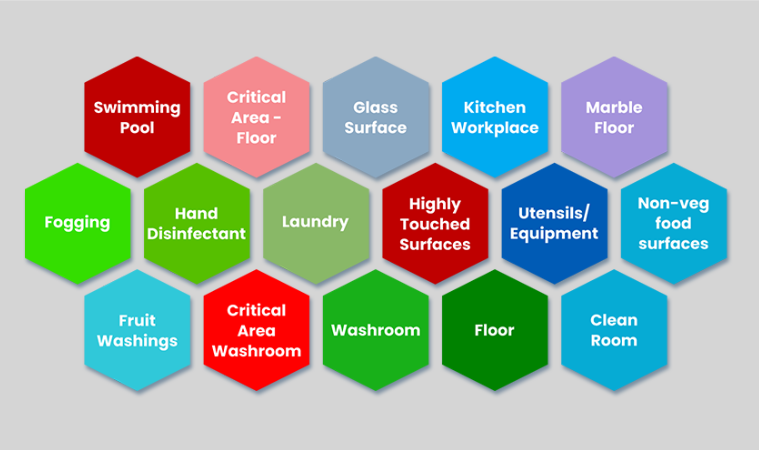 Swimming
Pool
Critical
Area -
Floor
Glass
Surface
Kitchen
Workplace
Marble
Floor
Fogging
Hand
Disinfectant
Laundry
Highly
Touched
Surfaces
Utensils/
Equipment
Non-veg
food
surfaces
Fruit
Washings
Critical
Area
Washroom
Washroom
Floor
Clean
Room